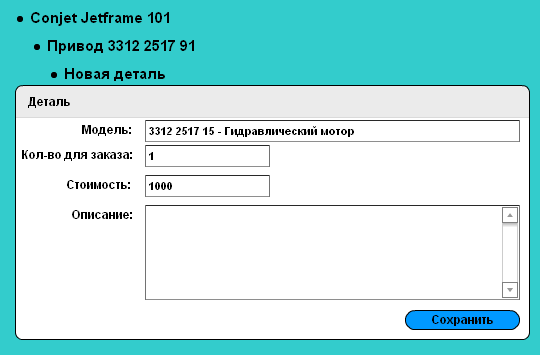 Conjet Jetframe 101
Привод 3312 2517 91
Новая деталь
Деталь
Модель: 3312 2517 15 - Гидравлический мотор
Кол-во для заказа: 1
Стоимость: 1000
Описание:
Сохранить